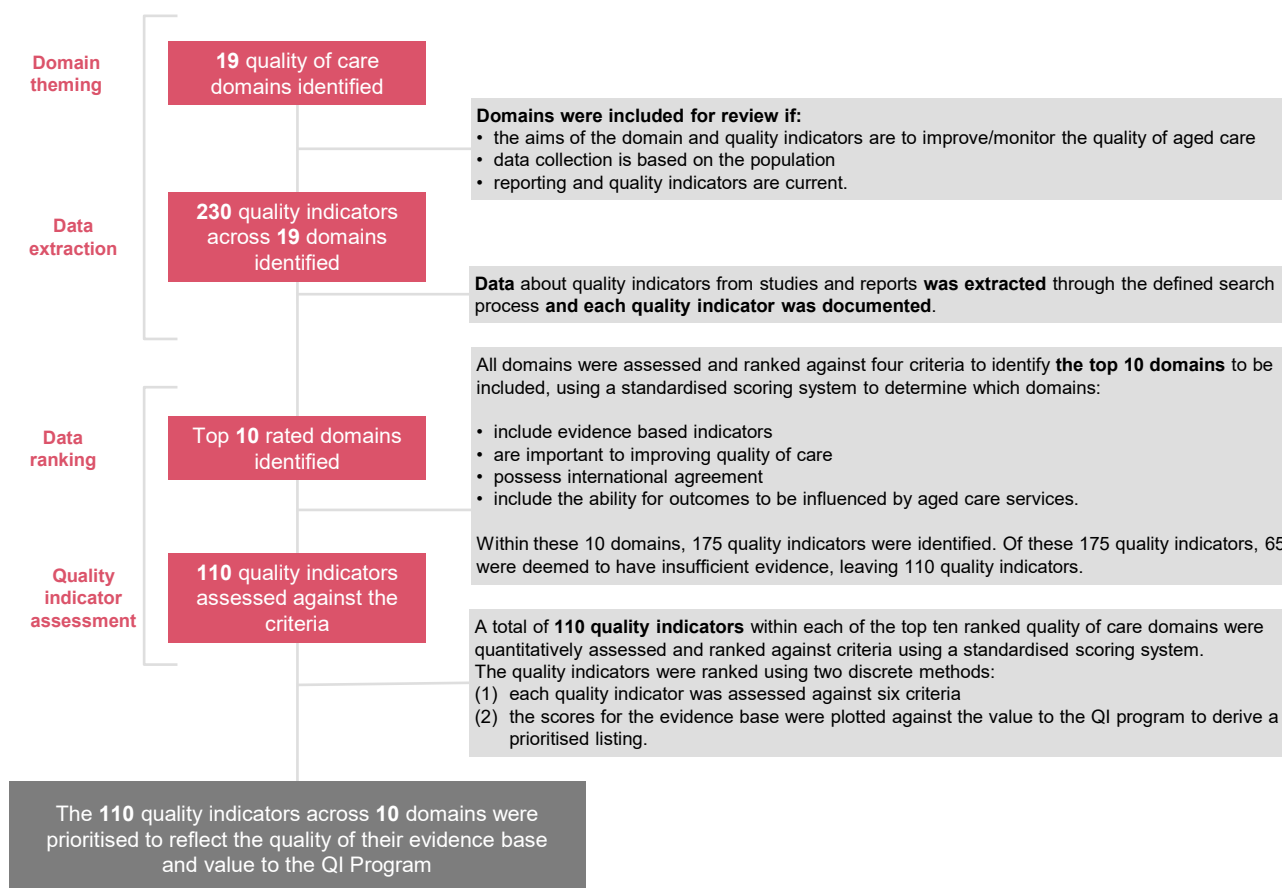 Domain
theming
19 quality of care
domains identified
Domains were included for review if:
• the aims of the domain and quality indicators are to improve/monitor the quality of aged care
• data collection is based on the population
• reporting and quality indicators are current.
Data
extraction
230 quality indicators
across 19 domains
identified
Data about quality indicators from studies and reports was extracted through the defined search
process and each quality indicator was documented.
All domains were assessed and ranked against four criteria to identify the top 10 domains to be
included, using a standardised scoring system to determine which domains:
• include evidence based indicators
• are important to improving quality of care
• possess international agreement
• include the ability for outcomes to be influenced by aged care services.
Within these 10 domains, 175 quality indicators were identified. Of these 175 quality indicators, 65
were deemed to have insufficient evidence, leaving 110 quality indicators.
Data
ranking
Top 10 rated domains
identified
Quality
indicator
assessment
110 quality indicators
assessed against the
criteria
A total of 110 quality indicators within each of the top ten ranked quality of care domains were
quantitatively assessed and ranked against criteria using a standardised scoring system.
The quality indicators were ranked using two discrete methods:
(1) each quality indicator was assessed against six criteria
(2) the scores for the evidence base were plotted against the value to the QI program to derive a
prioritised listing.
The 110 quality indicators across 10 domains were
prioritised to reflect the quality of their evidence base
and value to the QI Program